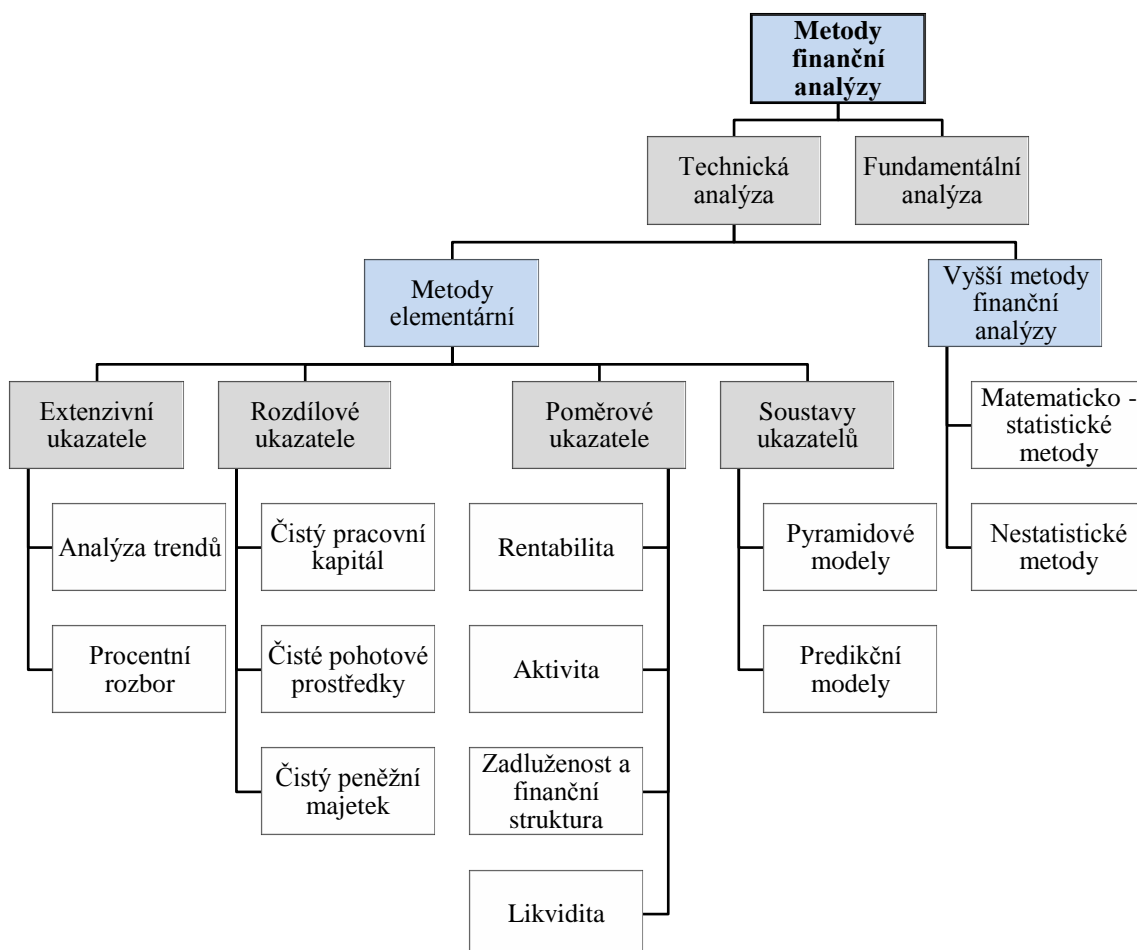 Metody
finanční
analýzy
Technická
analýza
Fundamentální
analýza
Metody
elementární
Vyšší metody
finanční
analýzy
Extenzivní
ukazatele
Rozdílové
ukazatele
Poměrové
ukazatele
Soustavy
ukazatelů
Matematicko -
statistické
metody
Analýza trendů
Čistý pracovní
kapitál
Rentabilita
Pyramidové
modely
Nestatistické
metody
Procentní
rozbor
Čisté pohotové
prostředky
Aktivita
Predikční
modely
Čistý peněžní
majetek
Zadluženost a
finanční
struktura
Likvidita